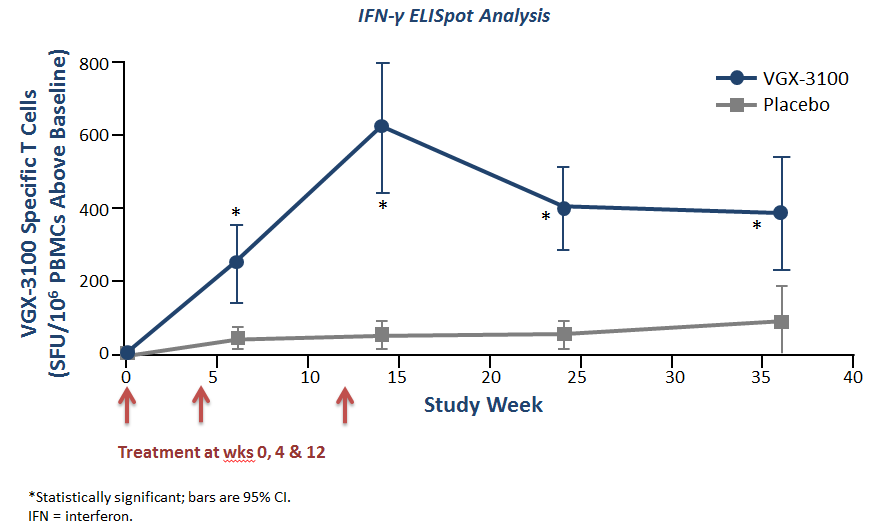 IFN-γ ELISpot Analysis
VGX-3100 Specific T Cells
(SFU/10⁶ PBMCs Above Baseline)
800
600
400
200
0
VGX-3100
Placebo
*
*
*
*
0 5 10 15 20 25 30 35 40
Study Week
Treatment at wks 0, 4 & 12
*Statistically significant; bars are 95% CI.
IFN = interferon.